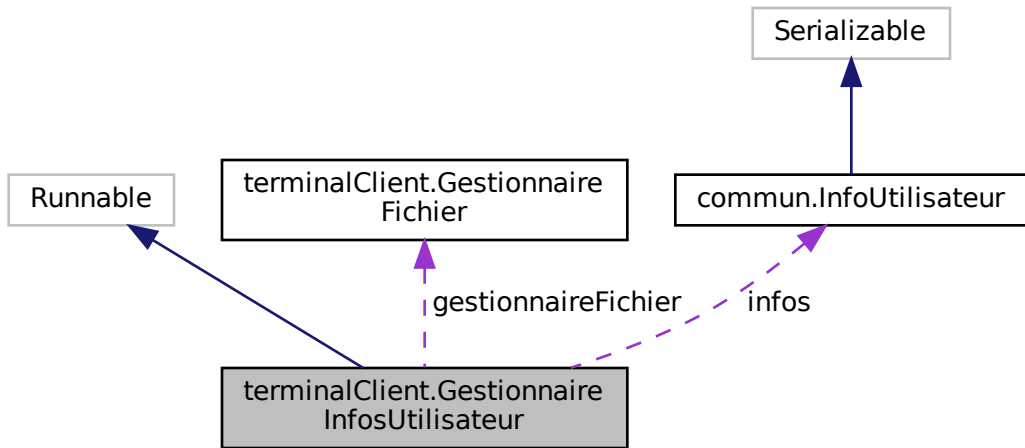 Serializable
Runnable
terminalClient.Gestionnaire
Fichier
commun.InfoUtilisateur
gestionnaireFichier
infos
terminalClient.Gestionnaire
InfosUtilisateur